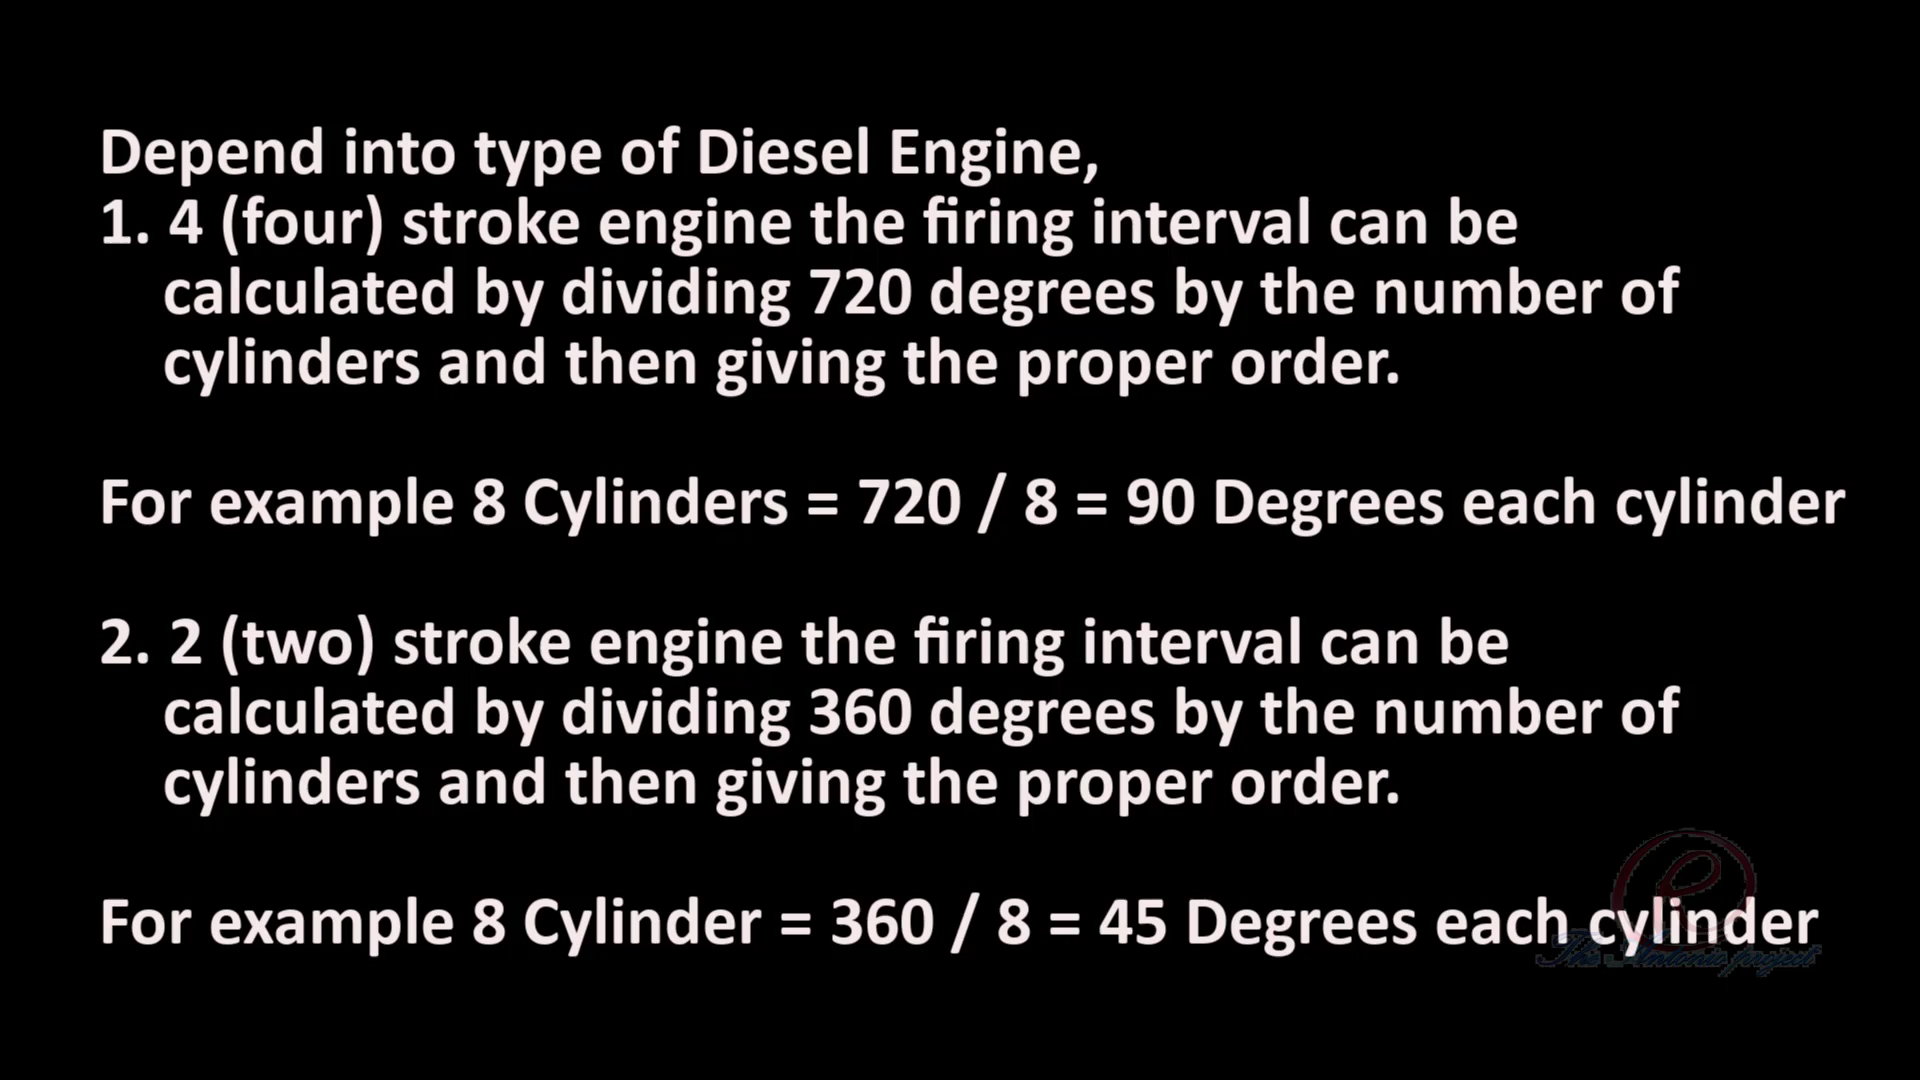 Depend into type of Diesel Engine,
1. 4 (four) stroke engine the firing interval can be
calculated by dividing 720 degrees by the number of
cylinders and then giving the proper order.
For example 8 Cylinders = 720 / 8 = 90 Degrees each cylinder
2. 2 (two) stroke engine the firing interval can be
calculated by dividing 360 degrees by the number of
cylinders and then giving the proper order.
For example 8 Cylinder = 360 / 8 = 45 Degrees each cylinder
The project